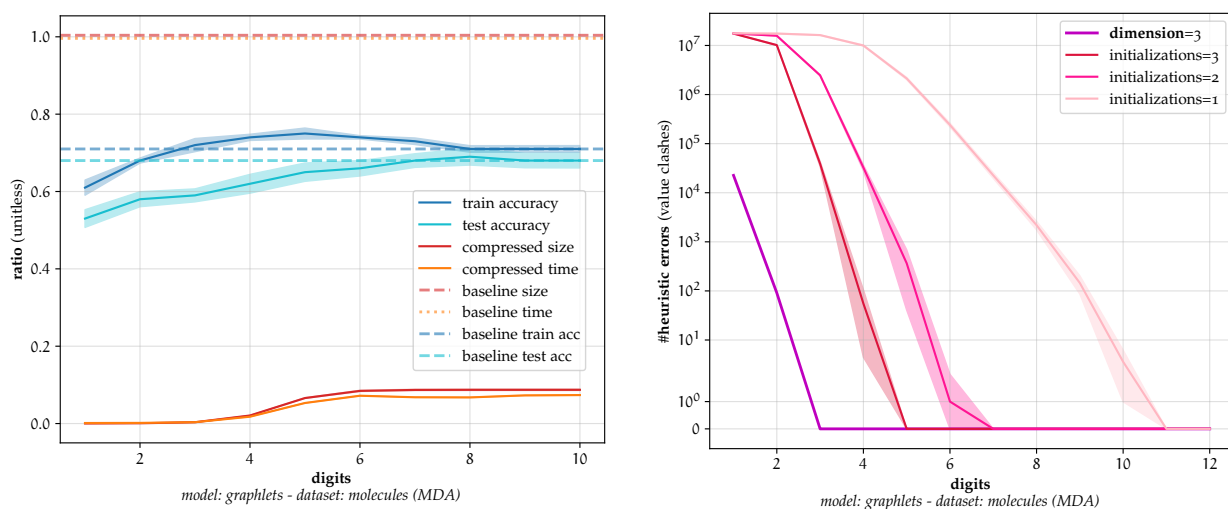 1.0
0.8
0.6
0.4
0.2
0.0
ratio (unitless)
train accuracy
test accuracy
compressed size
compressed time
baseline size
baseline time
baseline train acc
baseline test acc
2 4 6 8 10
digits
model: graphlets - dataset: molecules (MDA)
10⁷
10⁶
10⁵
10⁴
10³
10²
10¹
10⁰
0
#heuristic errors (value clashes)
dimension=3
initializations=3
initializations=2
initializations=1
2 4 6 8 10 12
digits
model: graphlets - dataset: molecules (MDA)